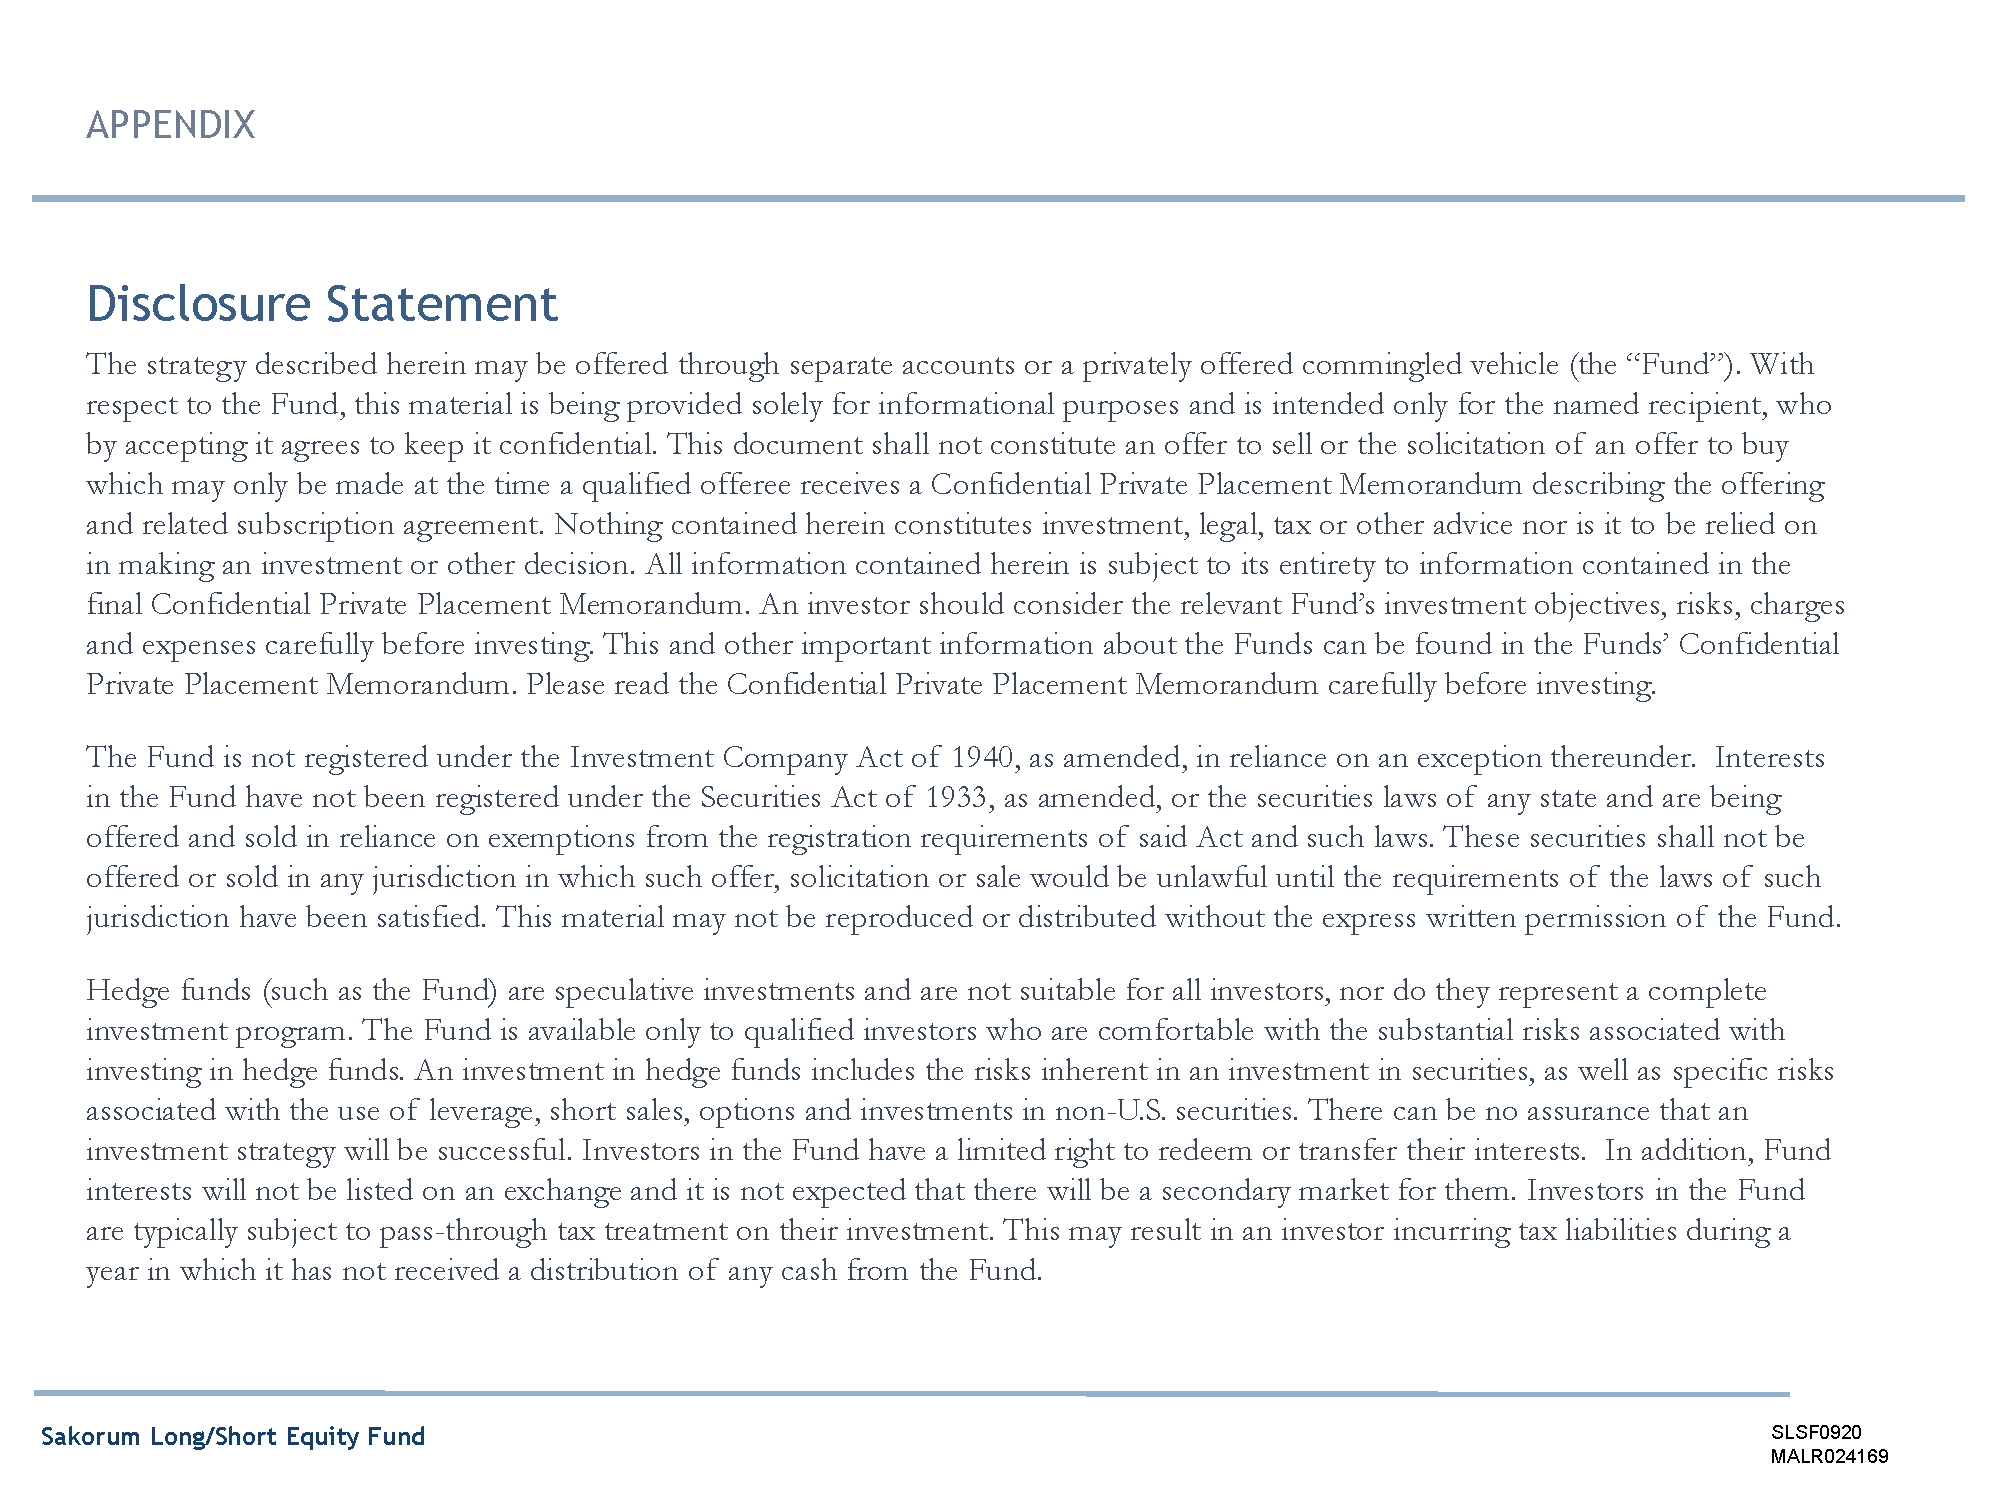 APPENDIX
Disclosure Statement
The strategy described herein may be offered through separate accounts or a privately offered commingled vehicle (the “Fund”). With
respect to the Fund, this material is being provided solely for informational purposes and is intended only for the named recipient, who
by accepting it agrees to keep it confidential. This document shall not constitute an offer to sell or the solicitation of an offer to buy
which may only be made at the time a qualified offeree receives a Confidential Private Placement Memorandum describing the offering
and related subscription agreement. Nothing contained herein constitutes investment, legal, tax or other advice nor is it to be relied on
in making an investment or other decision. All information contained herein is subject to its entirety to information contained in the
final Confidential Private Placement Memorandum. An investor should consider the relevant Fund’s investment objectives, risks, charges
and expenses carefully before investing. This and other important information about the Funds can be found in the Funds’ Confidential
Private Placement Memorandum. Please read the Confidential Private Placement Memorandum carefully before investing.
The Fund is not registered under the Investment Company Act of 1940, as amended, in reliance on an exception thereunder.  Interests
in the Fund have not been registered under the Securities Act of 1933, as amended, or the securities laws of any state and are being
offered and sold in reliance on exemptions from the registration requirements of said Act and such laws. These securities shall not be
offered or sold in any jurisdiction in which such offer, solicitation or sale would be unlawful until the requirements of the laws of such
jurisdiction have been satisfied. This material may not be reproduced or distributed without the express written permission of the Fund.
Hedge funds (such as the Fund) are speculative investments and are not suitable for all investors, nor do they represent a complete
investment program. The Fund is available only to qualified investors who are comfortable with the substantial risks associated with
investing in hedge funds. An investment in hedge funds includes the risks inherent in an investment in securities, as well as specific risks
associated with the use of leverage, short sales, options and investments in non-U.S. securities. There can be no assurance that an
investment strategy will be successful. Investors in the Fund have a limited right to redeem or transfer their interests.  In addition, Fund
interests will not be listed on an exchange and it is not expected that there will be a secondary market for them. Investors in the Fund
are typically subject to pass-through tax treatment on their investment. This may result in an investor incurring tax liabilities during a
year in which it has not received a distribution of any cash from the Fund.
Sakorum Long/Short Equity Fund
SLSF0920
MALR024169